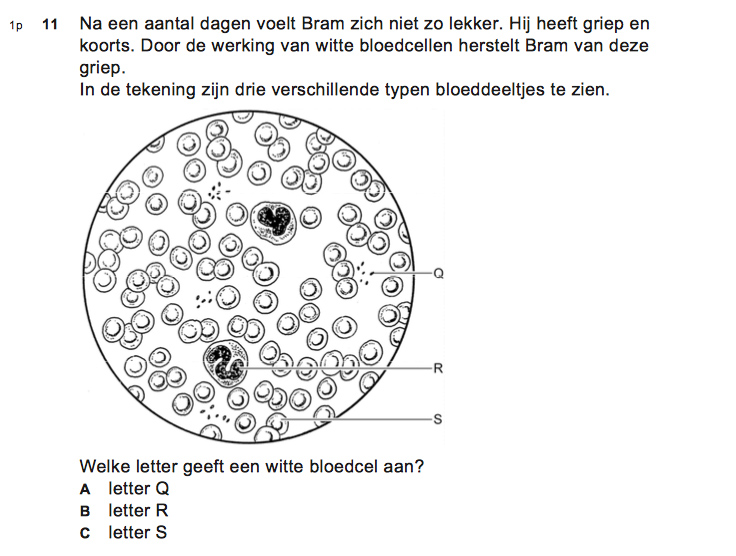 1p 11 Na een aantal dagen voelt Bram zich niet zo lekker. Hij heeft griep en
koorts. Door de werking van witte bloedcellen herstelt Bram van deze
griep.
In de tekening zijn drie verschillende typen bloeddeeltjes te zien.
Q
R
S
Welke letter geeft een witte bloedcel aan?
A letter Q
B letter R
C letter S